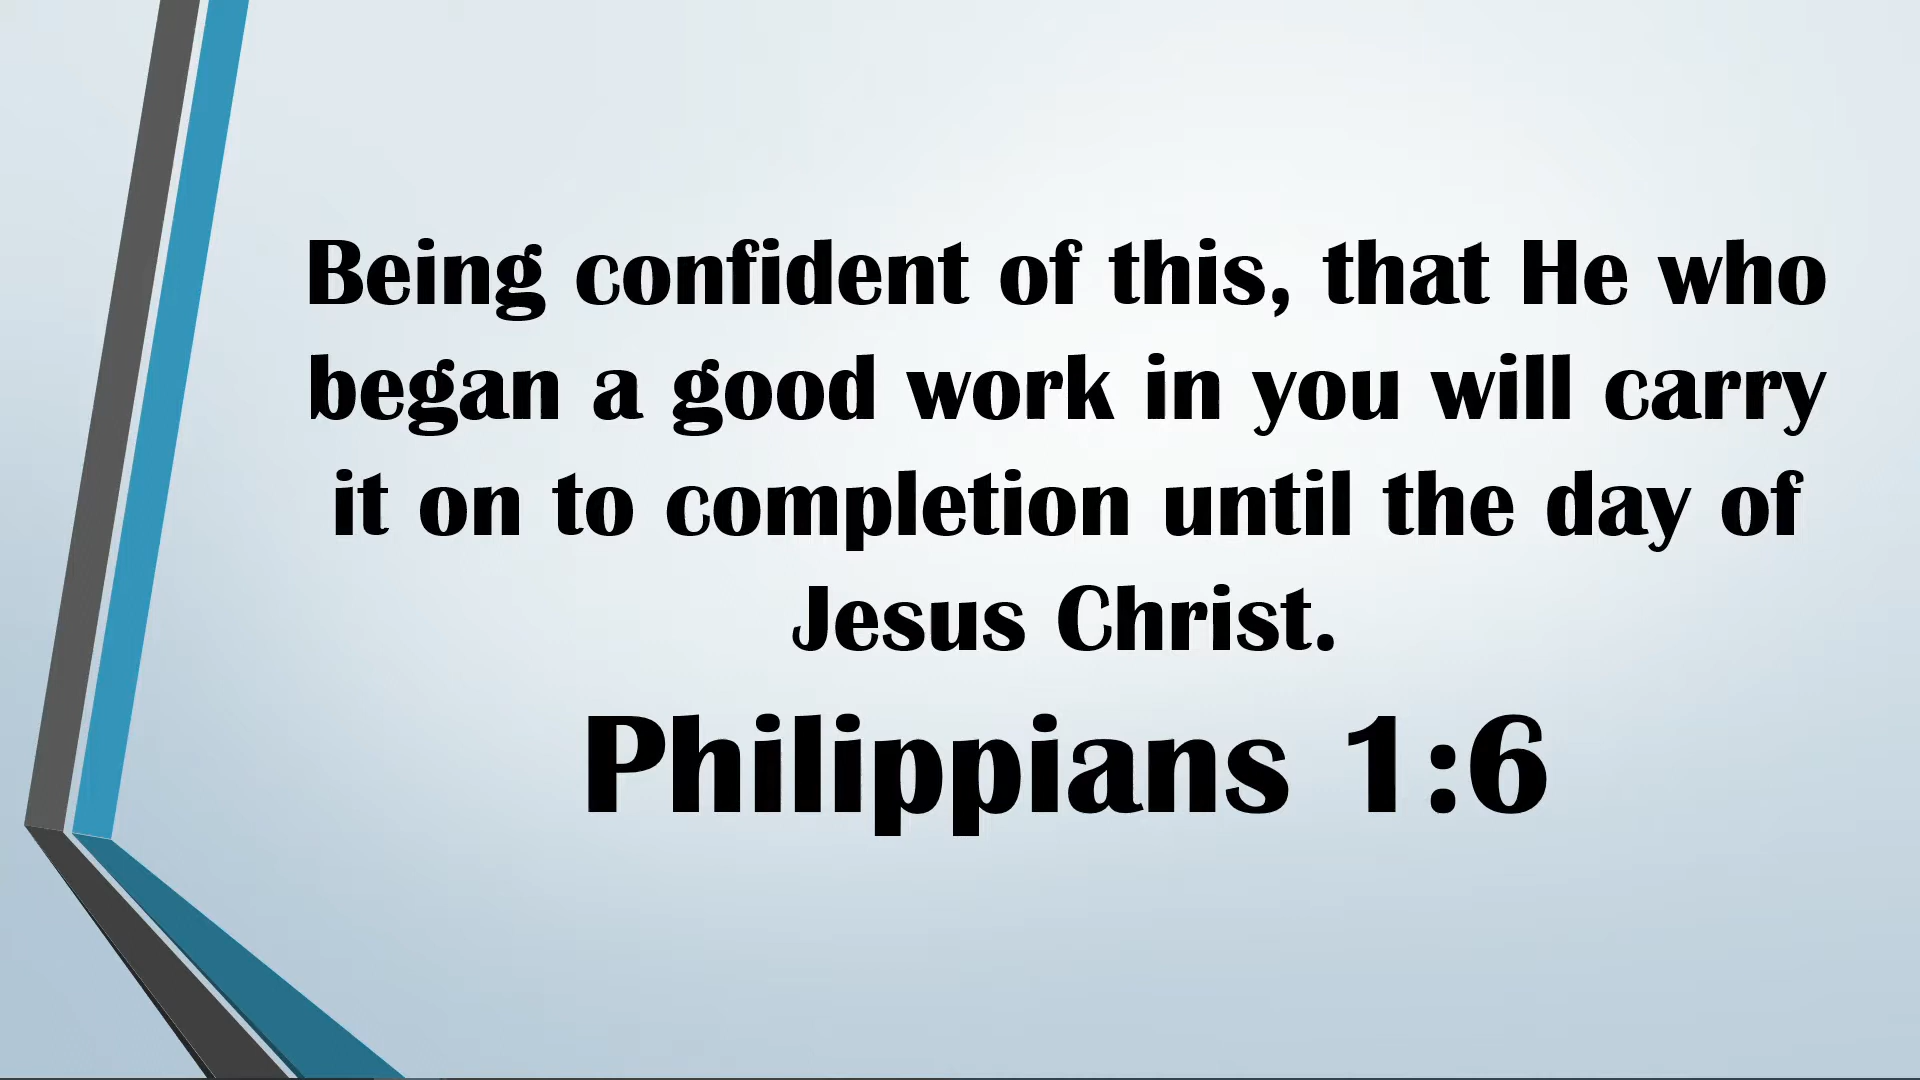 Being confident of this, that He who
began a good work in you will carry
it on to completion until the day of
Jesus Christ.
Philippians 1:6